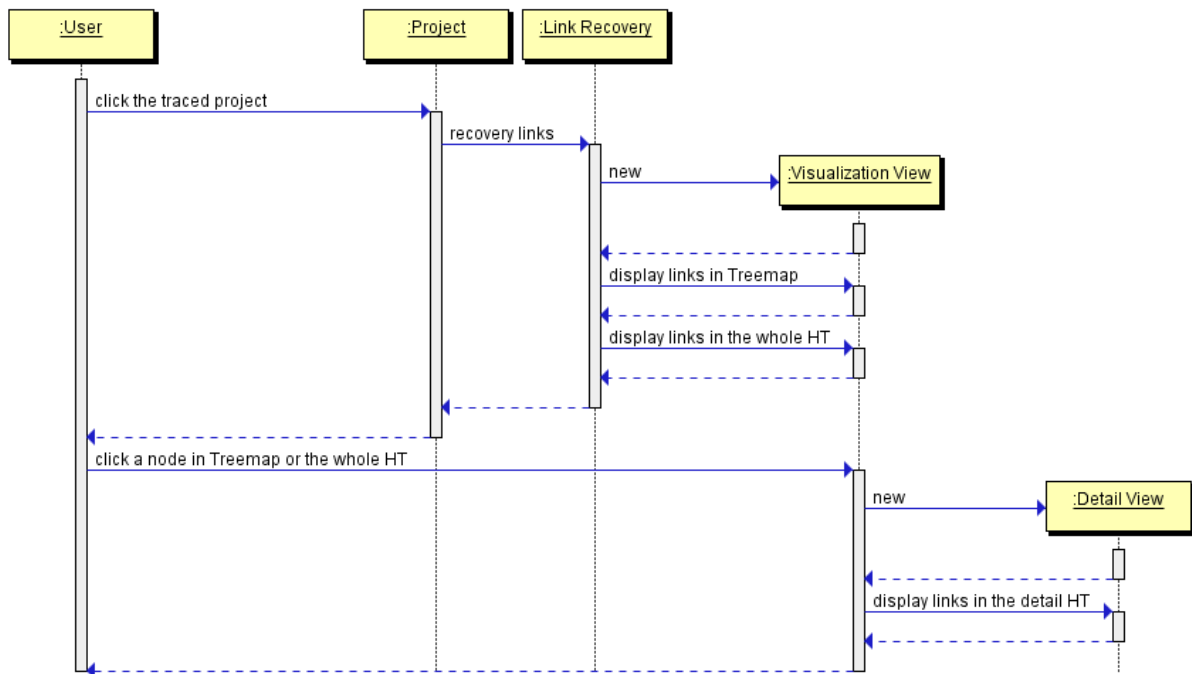 :User
:Project
:Link Recovery
click the traced project
recovery links
new
:Visualization View
display links in Treemap
display links in the whole HT
click a node in Treemap or the whole HT
new
:Detail View
display links in the detail HT